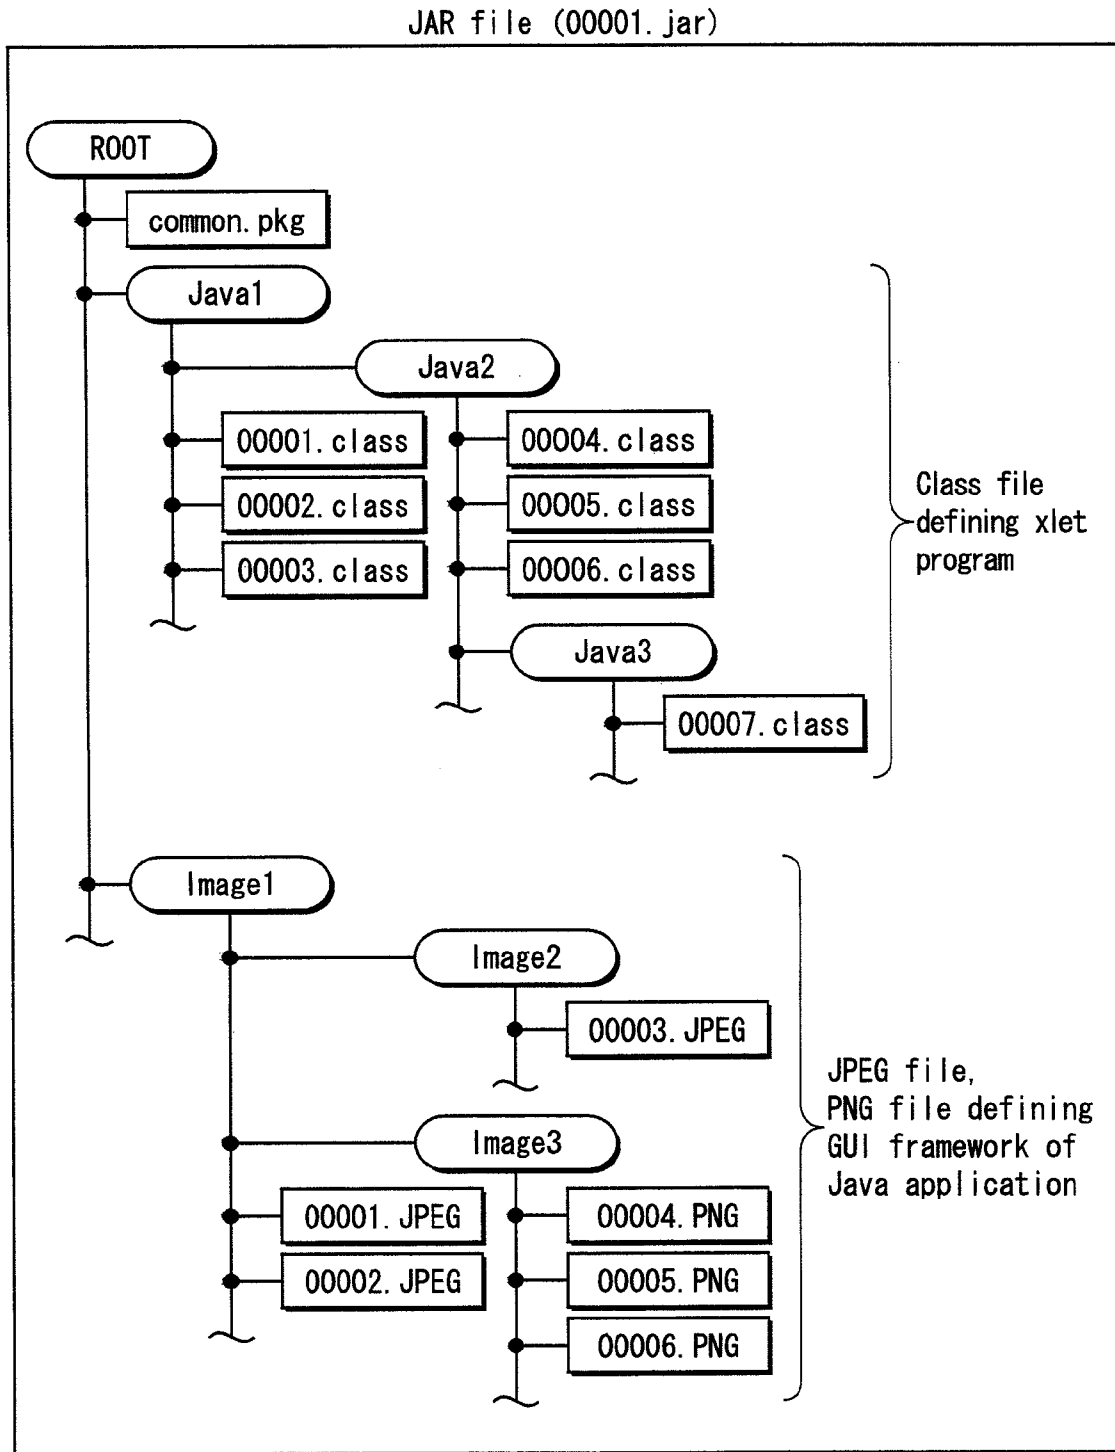 JAR file (00001.jar)
ROOT
common.pkg
Java1
Java2
00001.class
00004.class
00002.class
00005.class
00003.class
00006.class
Java3
00007.class
Class file
defining xlet
program
Image1
Image2
00003.JPEG
Image3
00001.JPEG
00004.PNG
00002.JPEG
00005.PNG
00006.PNG
JPEG file,
PNG file defining
GUI framework of
Java application